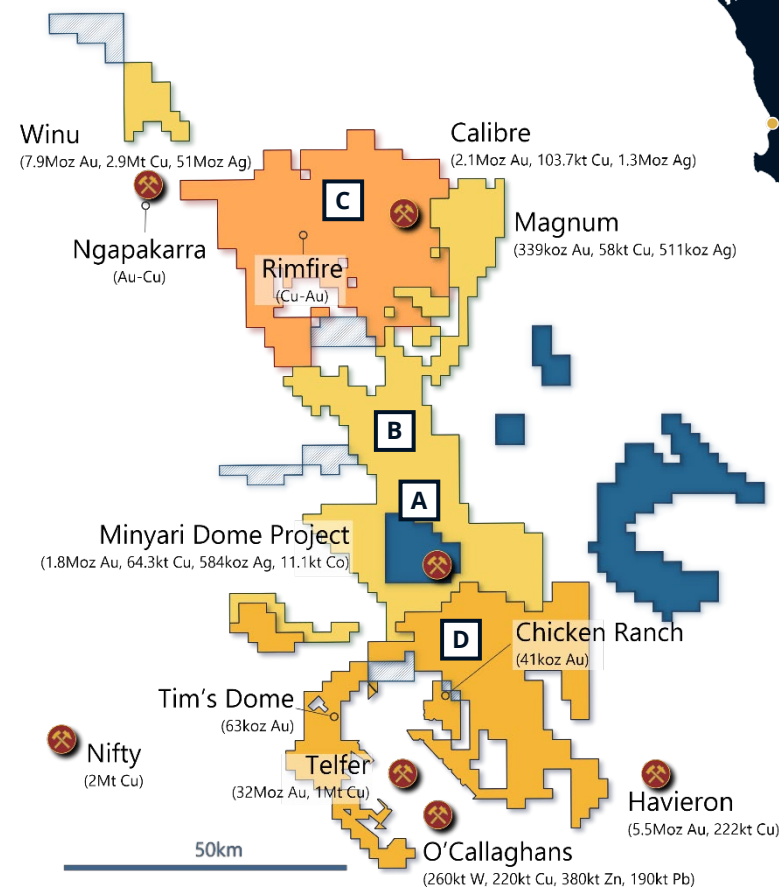 Winu
(7.9Moz Au, 2.9Mt Cu, 51Moz Ag)
Calibre
(2.1Moz Au, 103.7kt Cu, 1.3Moz Ag)
C
Magnum
(339koz Au, 58kt Cu, 511koz Ag)
Ngapakarra
(Au-Cu)
Rimfire
(Cu-Au)
B
A
Minyari Dome Project
(1.8Moz Au, 64.3kt Cu, 584koz Ag, 11.1kt Co)
D
Chicken Ranch
(41koz Au)
Tim's Dome
(63koz Au)
Nifty
(2Mt Cu)
Telfer
(32Moz Au, 1Mt Cu)
Havieron
(5.5Moz Au, 222kt Cu)
50km
O'Callaghans
(260kt W, 220kt Cu, 380kt Zn, 190kt Pb)